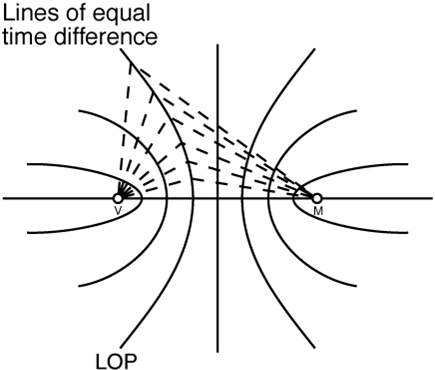 Lines of equal
time difference
V
M
LOP